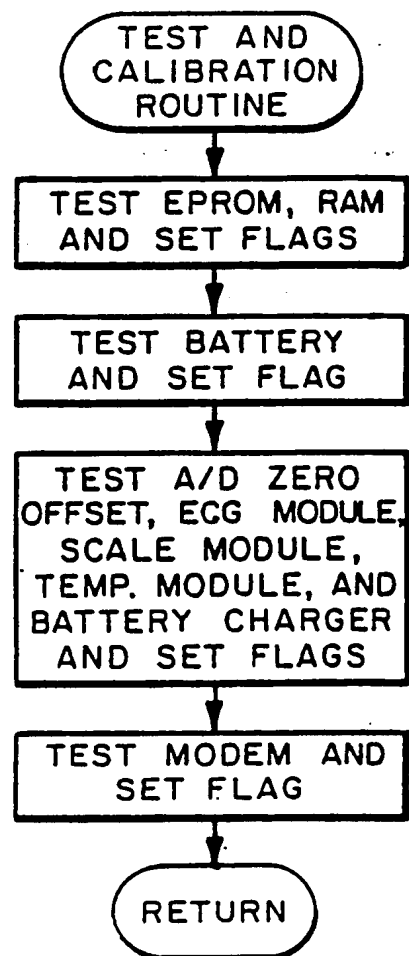 TEST AND
CALIBRATION
ROUTINE
TEST EPROM, RAM
AND SET FLAGS
TEST BATTERY
AND SET FLAG
TEST A/D ZERO
OFFSET, ECG MODULE,
SCALE MODULE,
TEMP. MODULE, AND
BATTERY CHARGER
AND SET FLAGS
TEST MODEM AND
SET FLAG
RETURN